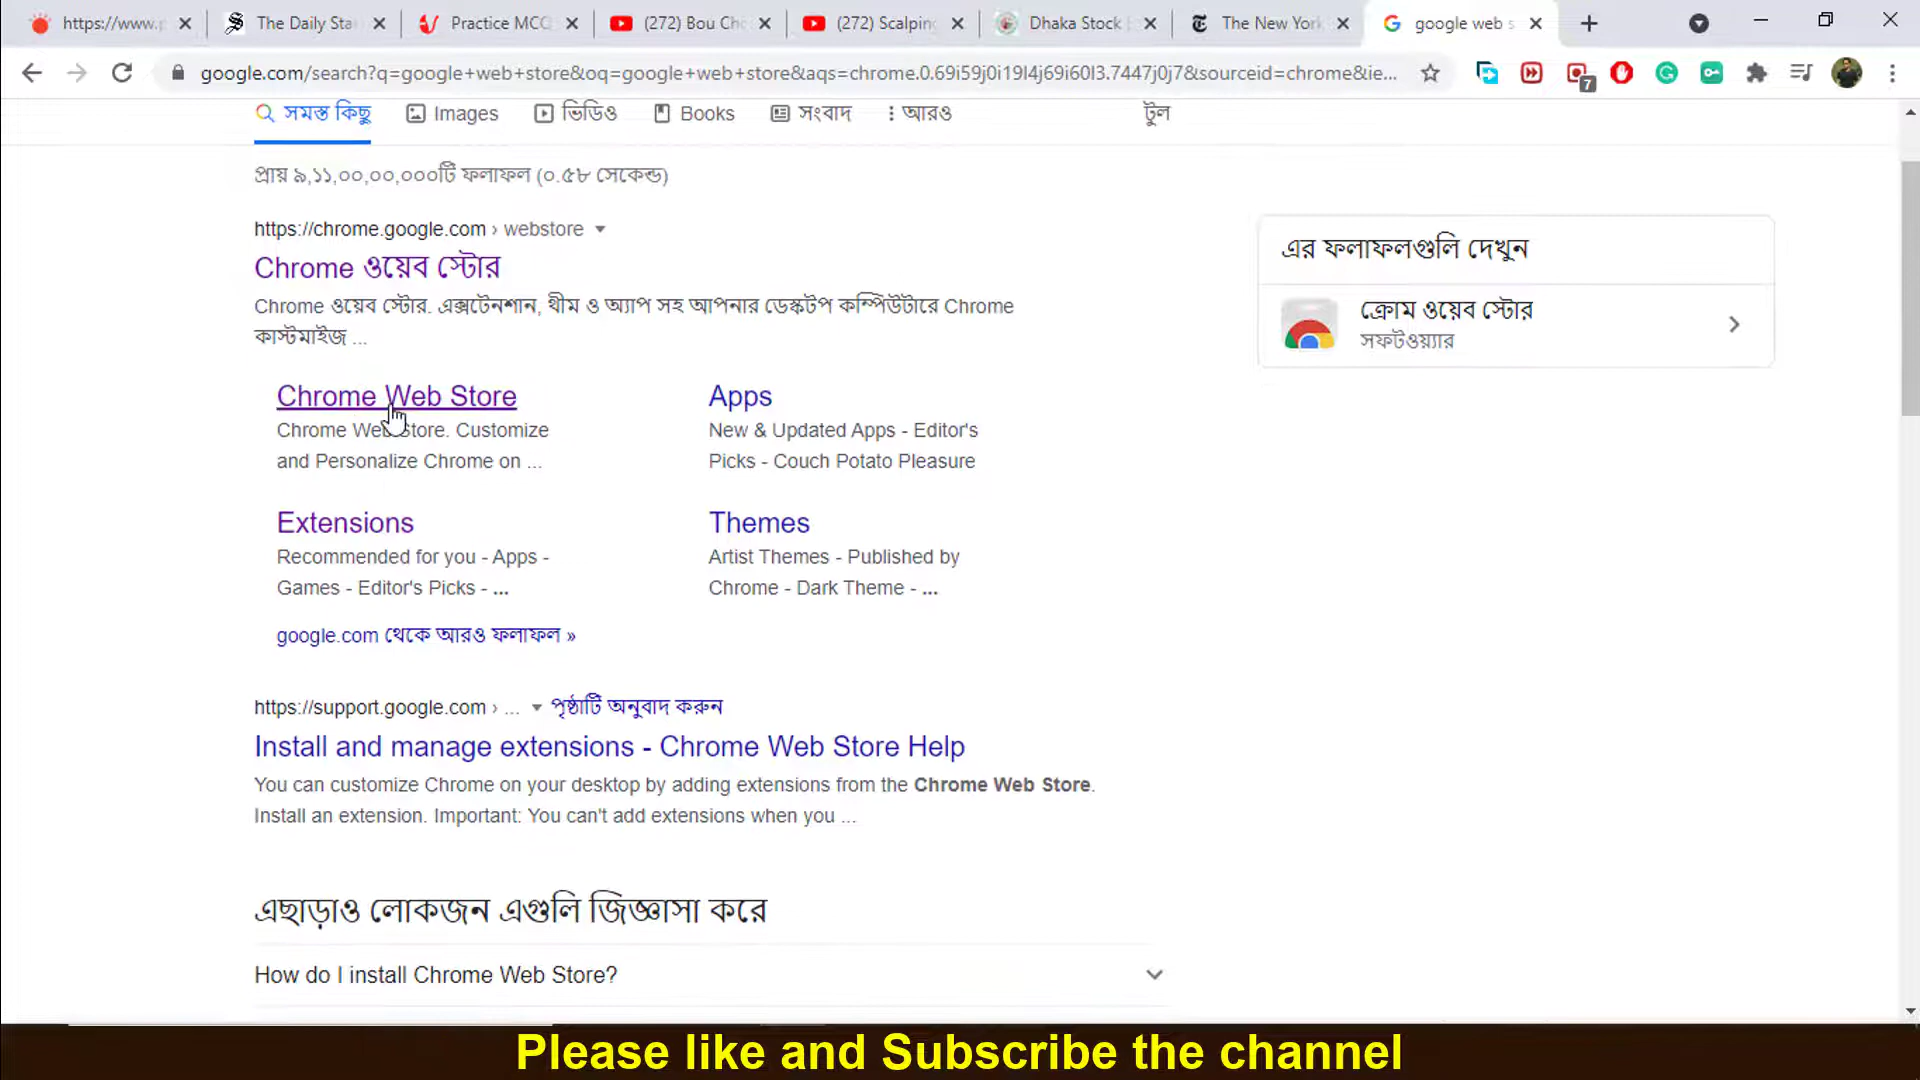 https://www.p
The Daily Sta
Practice MCQ
(272) Bou Cho
(272) Scalping
Dhaka Stock E
The New York
google web s
google.com/search?q=google+web+store&oq=google+web+store&aqs=chrome.0.69i59j0i19l4j69i60l3.7447j0j7&sourceid=chrome&ie...
7
সমস্ত কিছু
Images
ভিডিও
Books
সংবাদ
আরও
টুল
প্রায় ৯,১১,০০,০০,০০০টি ফলাফল (০.৫৮ সেকেন্ড)
https://chrome.google.com › webstore
Chrome ওয়েব স্টোর
Chrome ওয়েব স্টোর. এক্সটেনশান, থীম ও অ্যাপ সহ আপনার ডেস্কটপ কম্পিউটারে Chrome
কাস্টমাইজ ...
Chrome Web Store
Chrome Web Store. Customize
and Personalize Chrome on ...
Apps
New & Updated Apps - Editor's
Picks - Couch Potato Pleasure
Extensions
Recommended for you - Apps -
Games - Editor's Picks - ...
Themes
Artist Themes - Published by
Chrome - Dark Theme - ...
google.com থেকে আরও ফলাফল »
এর ফলাফলগুলি দেখুন
ক্রোম ওয়েব স্টোর
সফটওয়্যার
https://support.google.com › ... পৃষ্ঠাটি অনুবাদ করুন
Install and manage extensions - Chrome Web Store Help
You can customize Chrome on your desktop by adding extensions from the Chrome Web Store.
Install an extension. Important: You can't add extensions when you ...
এছাড়াও লোকজন এগুলি জিজ্ঞাসা করে
How do I install Chrome Web Store?
Please like and Subscribe the channel